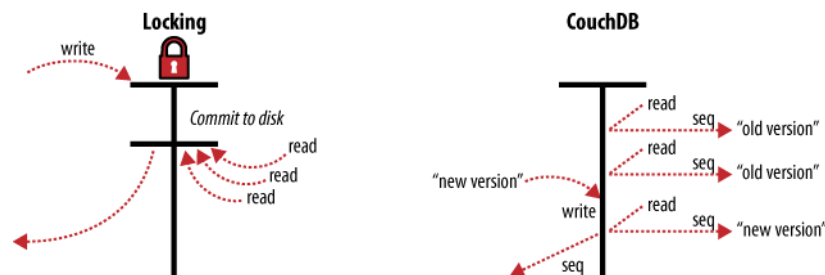 Locking
write
Commit to disk
read
read
read
CouchDB
read
seq
“old version”
read
seq
“old version”
“new version”
write
read
seq
“new version”
seq